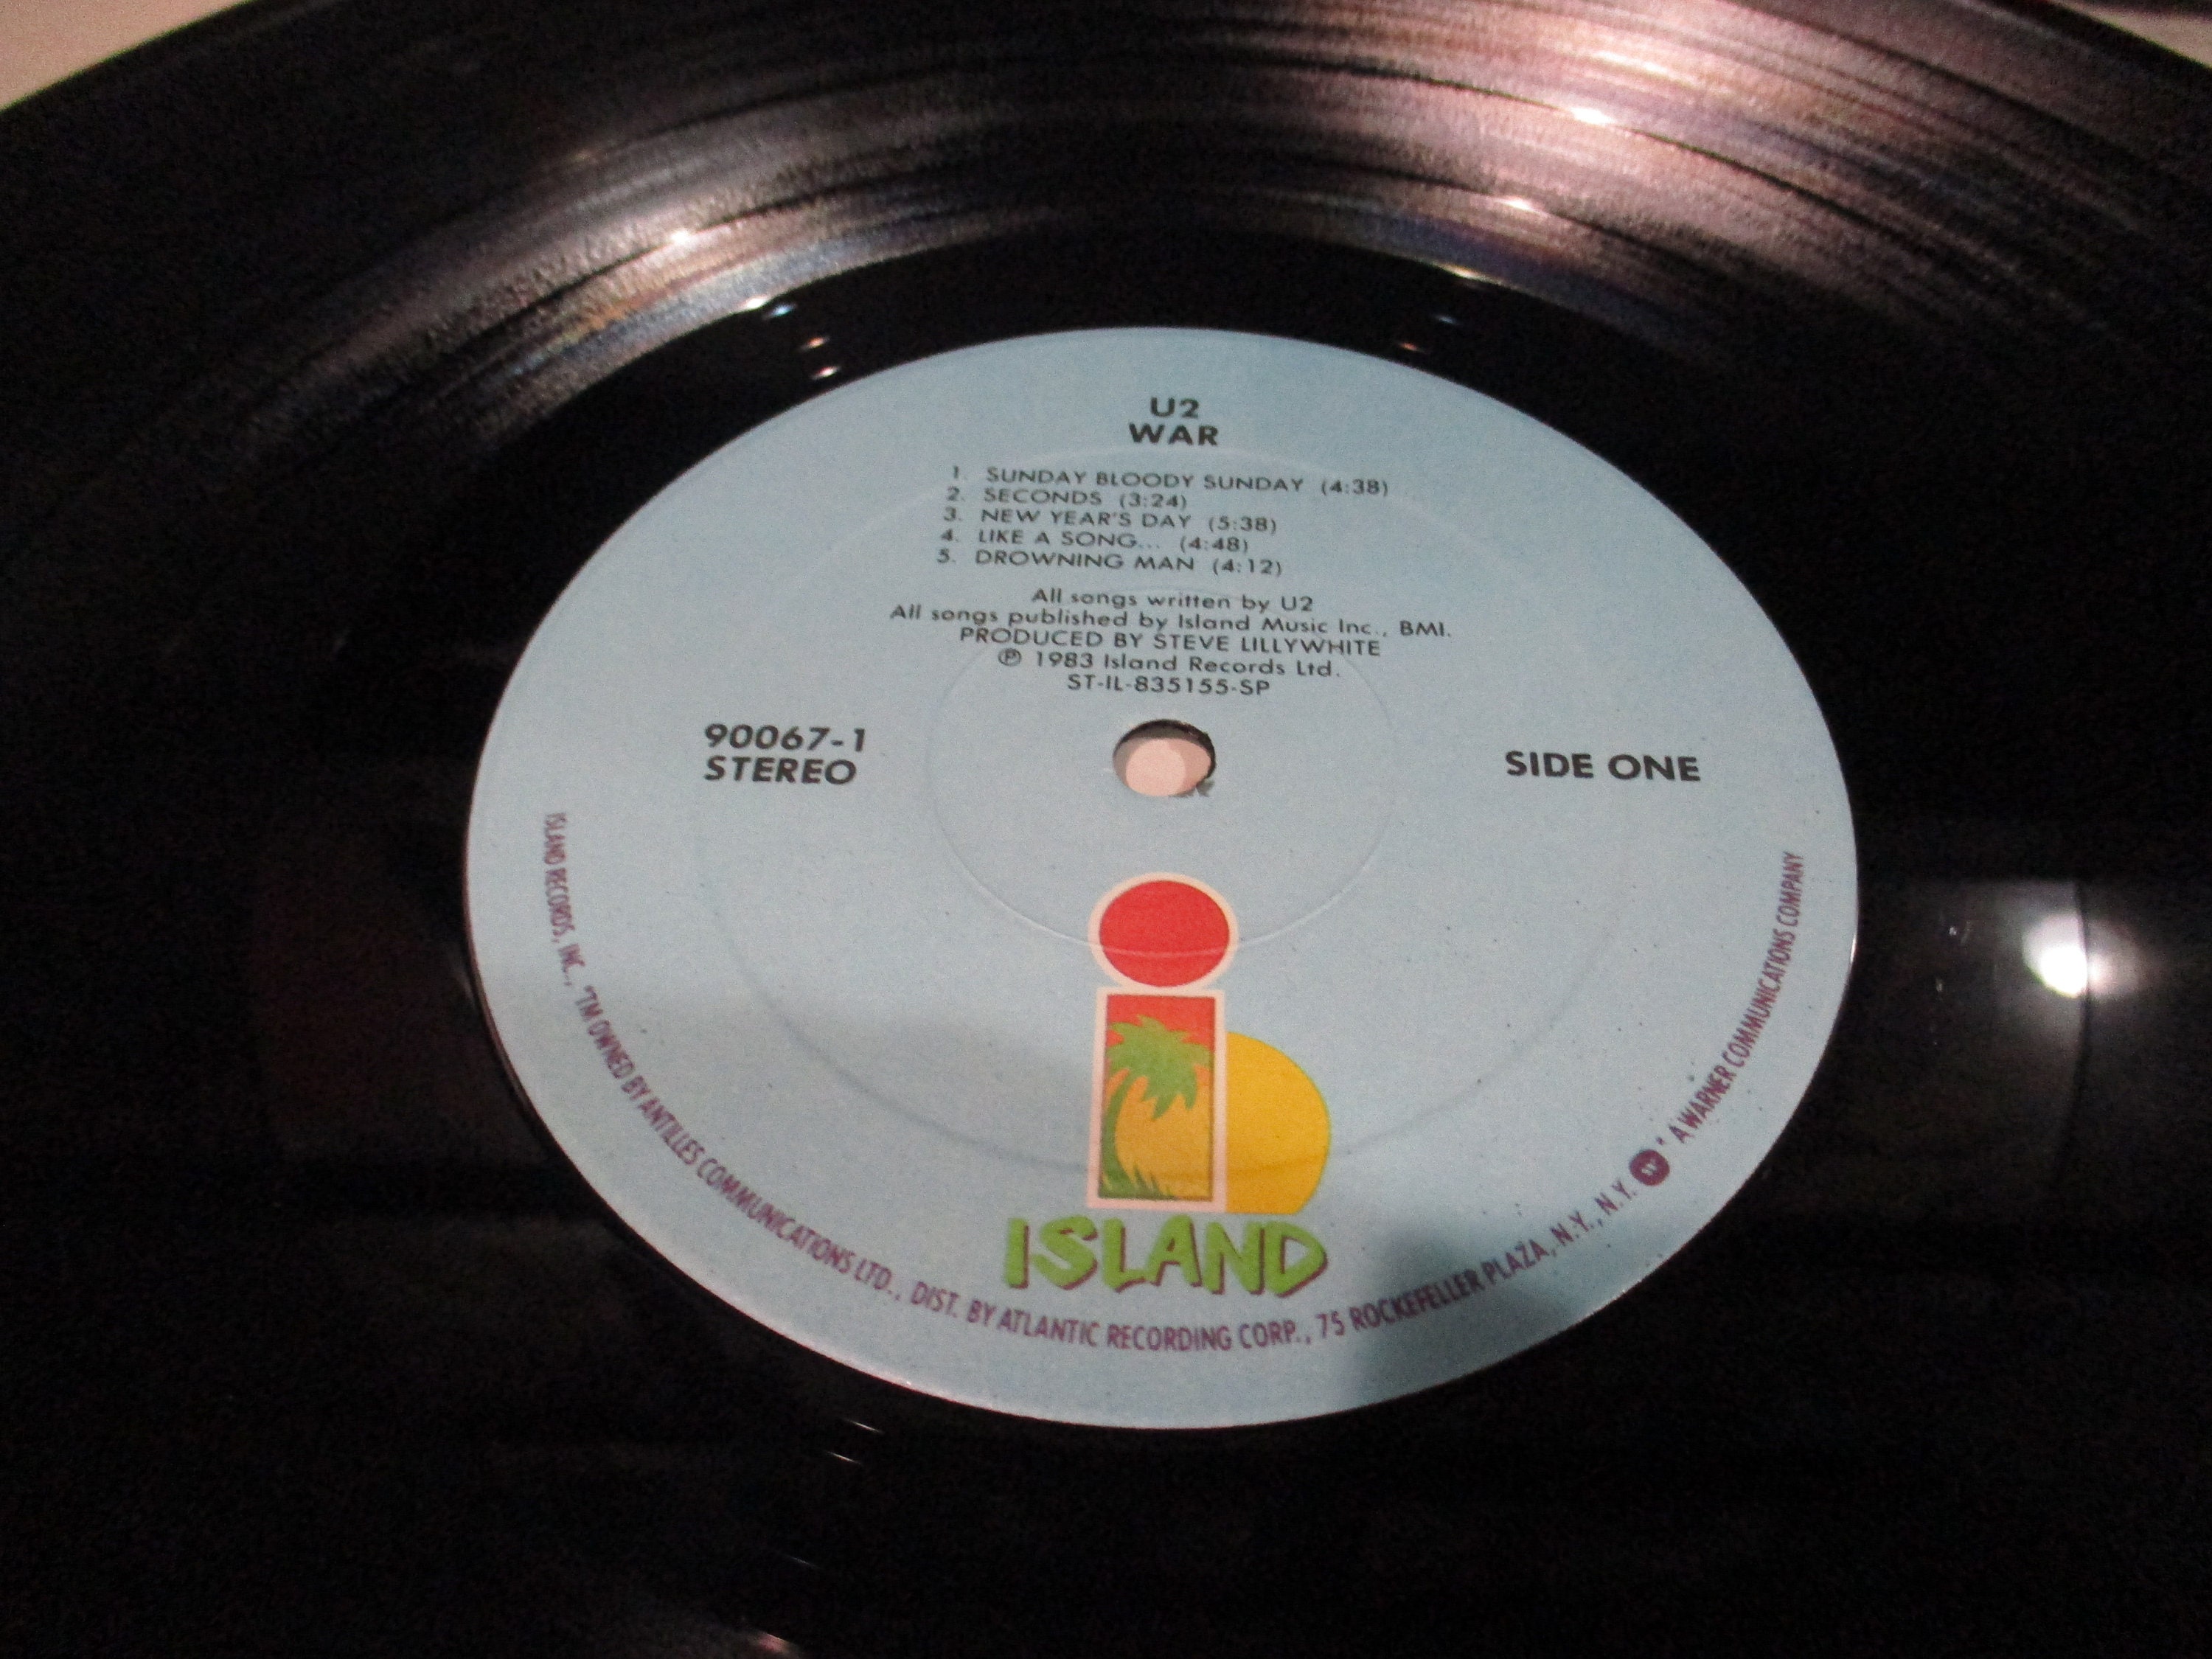 U2
WAR
1. SUNDAY BLOODY SUNDAY (4:38)
2. SECONDS (3:24)
3. NEW YEAR'S DAY (5:38)
4. LIKE A SONG... (4:48)
5. DROWNING MAN (4:12)
All songs written by U2
All songs published by Island Music Inc., BMI.
PRODUCED BY STEVE LILLYWHITE
℗ 1983 Island Records Ltd.
ST-IL-835155-SP
90067-1
STEREO
SIDE ONE
ISLAND
ISLAND RECORDS, INC., *TM OWNED BY ANTILLES COMMUNICATIONS LTD., DIST. BY ATLANTIC RECORDING CORP., 75 ROCKEFELLER PLAZA, N.Y., N.Y. W * A WARNER COMMUNICATIONS COMPANY